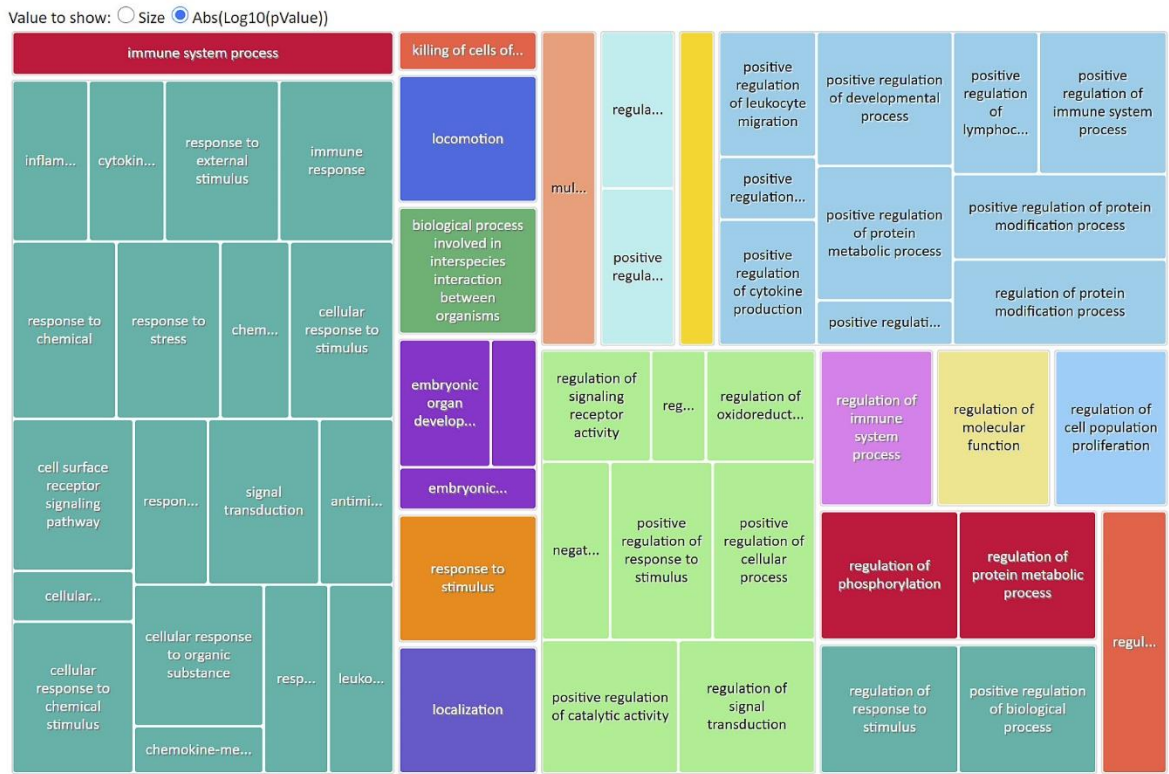 Value to show: Size Abs(Log10(pValue))
immune system process
inflam...
cytokin...
response to
external
stimulus
immune
response
response to
chemical
response to
stress
chem...
cellular
response to
stimulus
cell surface
receptor
signaling
pathway
respon...
signal
transduction
antimi...
cellular...
cellular
response to
chemical
stimulus
cellular response
to organic
substance
chemokine-me...
resp...
leuko...
killing of cells of...
locomotion
biological process
involved in
interspecies
interaction
between
organisms
embryonic
organ
develop...
embryonic...
response to
stimulus
localization
mul...
regula...
positive
regula...
positive
regulation
of leukocyte
migration
positive
regulation...
positive
regulation
of cytokine
production
positive regulation
of developmental
process
positive regulation
of protein
metabolic process
positive regulati...
positive
regulation
of
lymphoc...
positive
regulation of
immune system
process
positive regulation of protein
modification process
regulation of protein
modification process
regulation of
signaling
receptor
activity
reg...
regulation of
oxidoreduct...
negat...
positive
regulation of
response to
stimulus
positive
regulation of
cellular
process
positive regulation
of catalytic activity
regulation of
signal
transduction
regulation of
immune
system
process
regulation of
molecular
function
regulation of
cell population
proliferation
regulation of
phosphorylation
regulation of
protein metabolic
process
regul...
regulation of
response to
stimulus
positive regulation
of biological
process